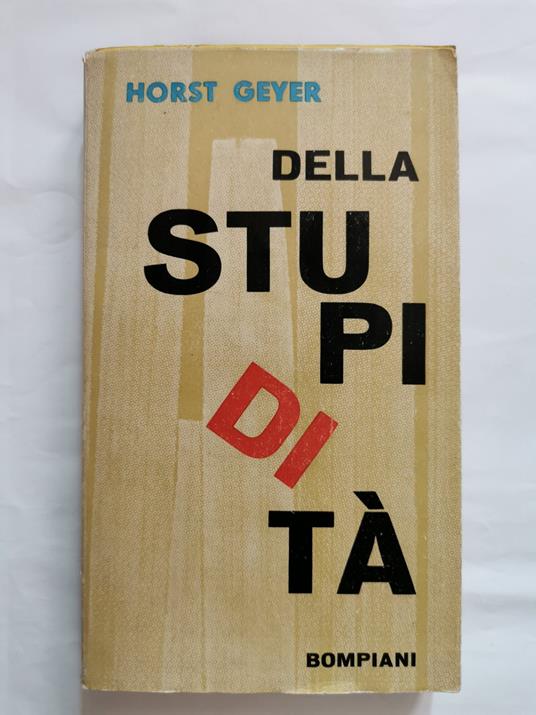 HORST GEYER
DELLA
STU
PI
DI
TÀ
BOMPIANI